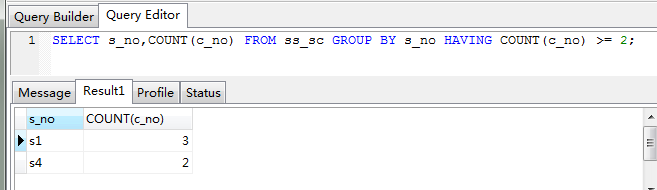 Query Builder Query Editor
1 SELECT s_no,COUNT(c_no) FROM ss_sc GROUP BY s_no HAVING COUNT(c_no) >= 2;
Message Result1 Profile Status
s_no COUNT(c_no)
s1 3
s4 2